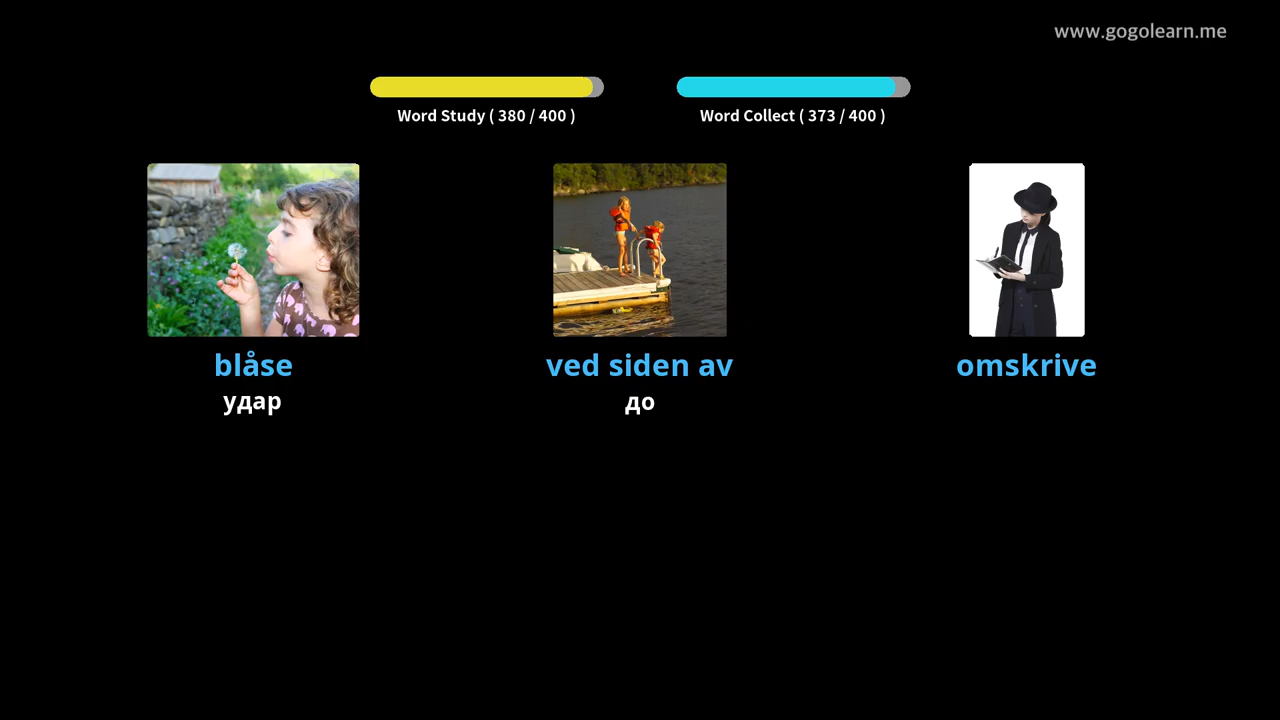 www.gogolearn.me
Word Study ( 380 / 400 )
Word Collect ( 373 / 400 )
blåse
ved siden av
omskrive
удар
до